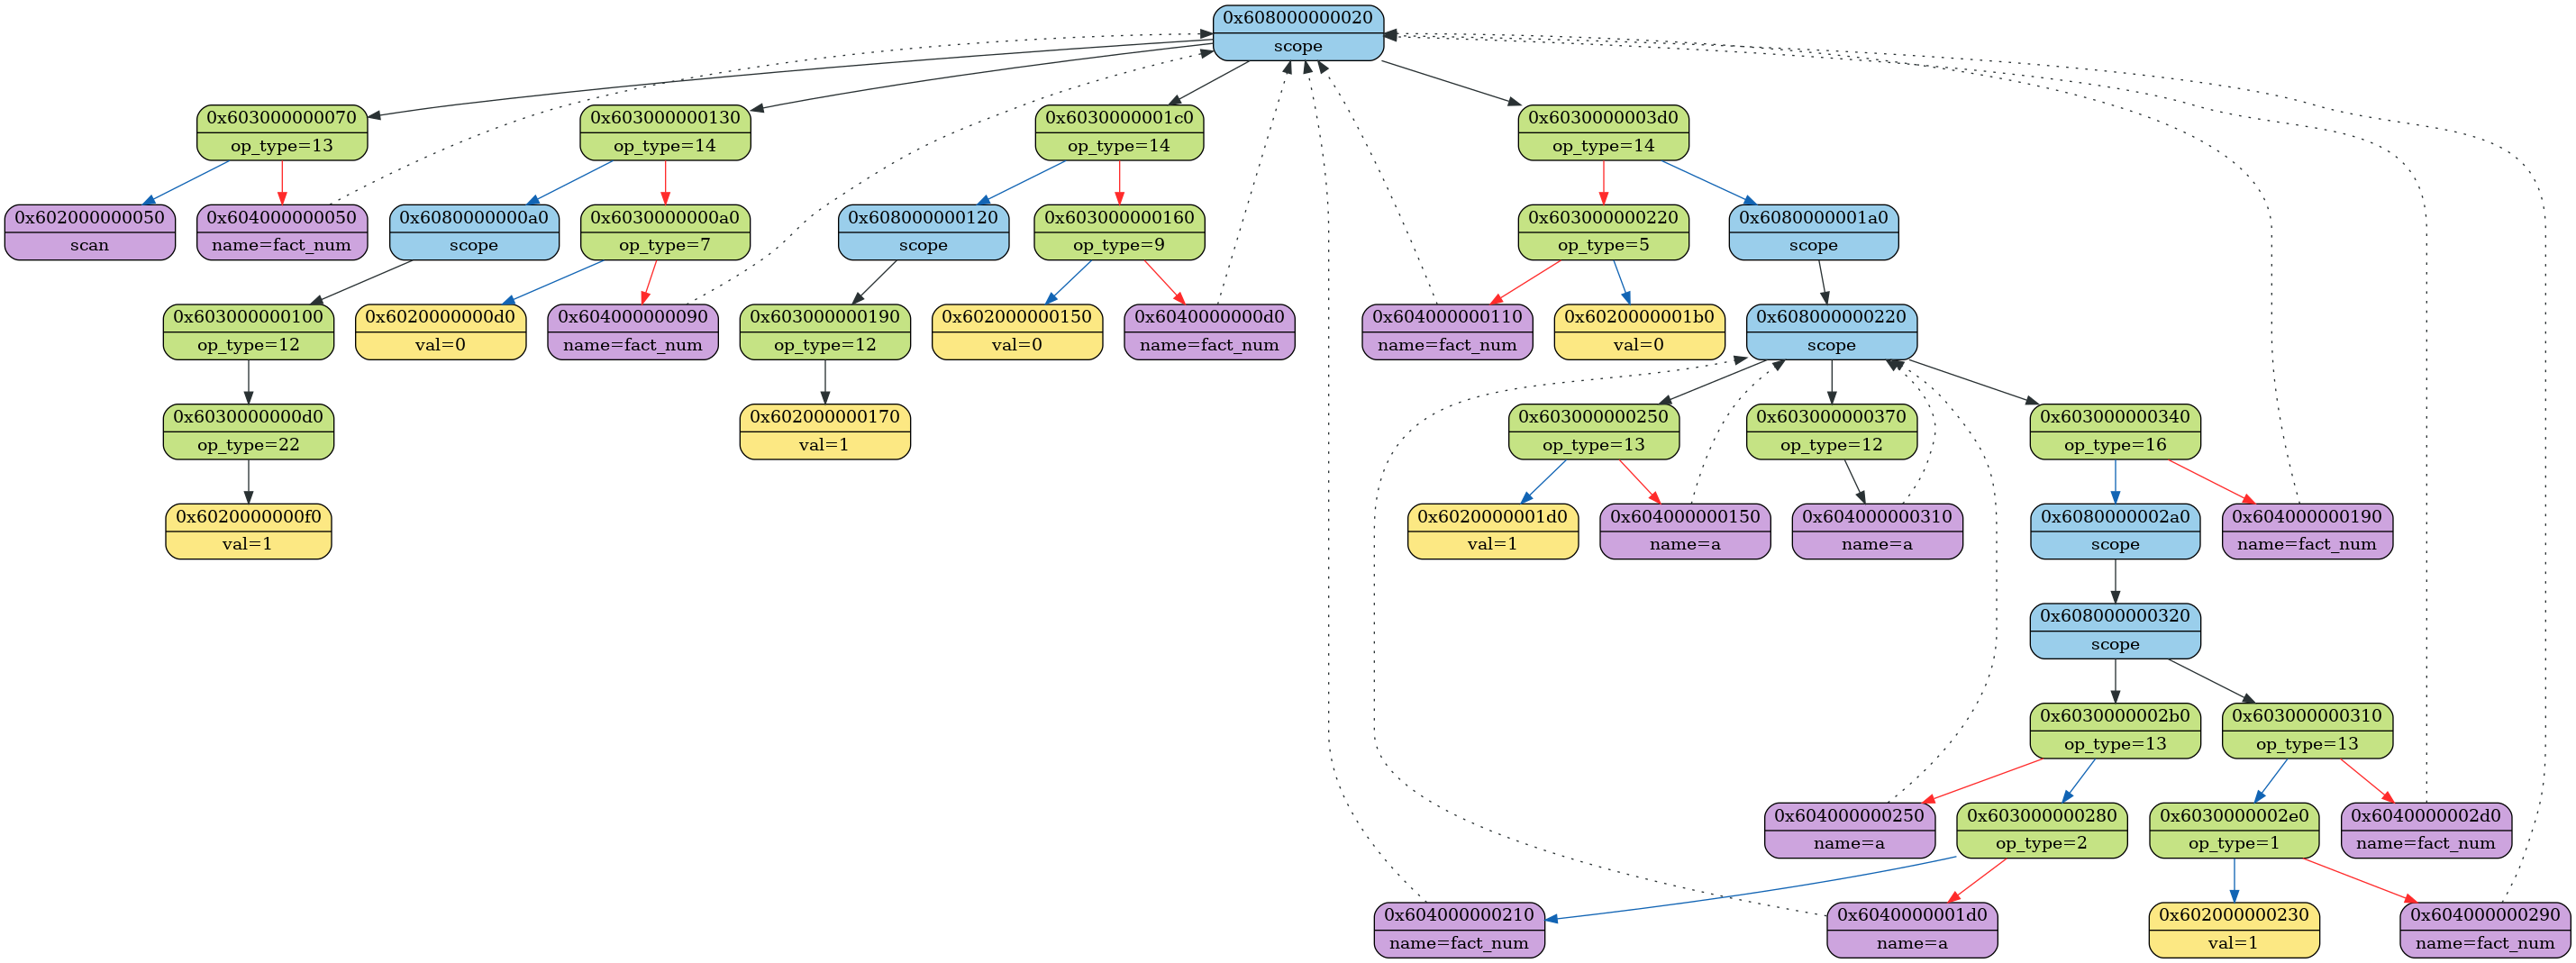 0x608000000020
scope
0x603000000070
op_type=13
0x603000000130
op_type=14
0x6030000001c0
op_type=14
0x6030000003d0
op_type=14
0x602000000050
scan
0x604000000050
name=fact_num
0x6080000000a0
scope
0x6030000000a0
op_type=7
0x608000000120
scope
0x603000000160
op_type=9
0x603000000220
op_type=5
0x6080000001a0
scope
0x603000000100
op_type=12
0x6020000000d0
val=0
0x604000000090
name=fact_num
0x603000000190
op_type=12
0x602000000150
val=0
0x6040000000d0
name=fact_num
0x604000000110
name=fact_num
0x6020000001b0
val=0
0x608000000220
scope
0x6030000000d0
op_type=22
0x602000000170
val=1
0x603000000250
op_type=13
0x603000000370
op_type=12
0x603000000340
op_type=16
0x6020000000f0
val=1
0x6020000001d0
val=1
0x604000000150
name=a
0x604000000310
name=a
0x6080000002a0
scope
0x604000000190
name=fact_num
0x608000000320
scope
0x6030000002b0
op_type=13
0x603000000310
op_type=13
0x604000000250
name=a
0x603000000280
op_type=2
0x6030000002e0
op_type=1
0x6040000002d0
name=fact_num
0x604000000210
name=fact_num
0x6040000001d0
name=a
0x602000000230
val=1
0x604000000290
name=fact_num